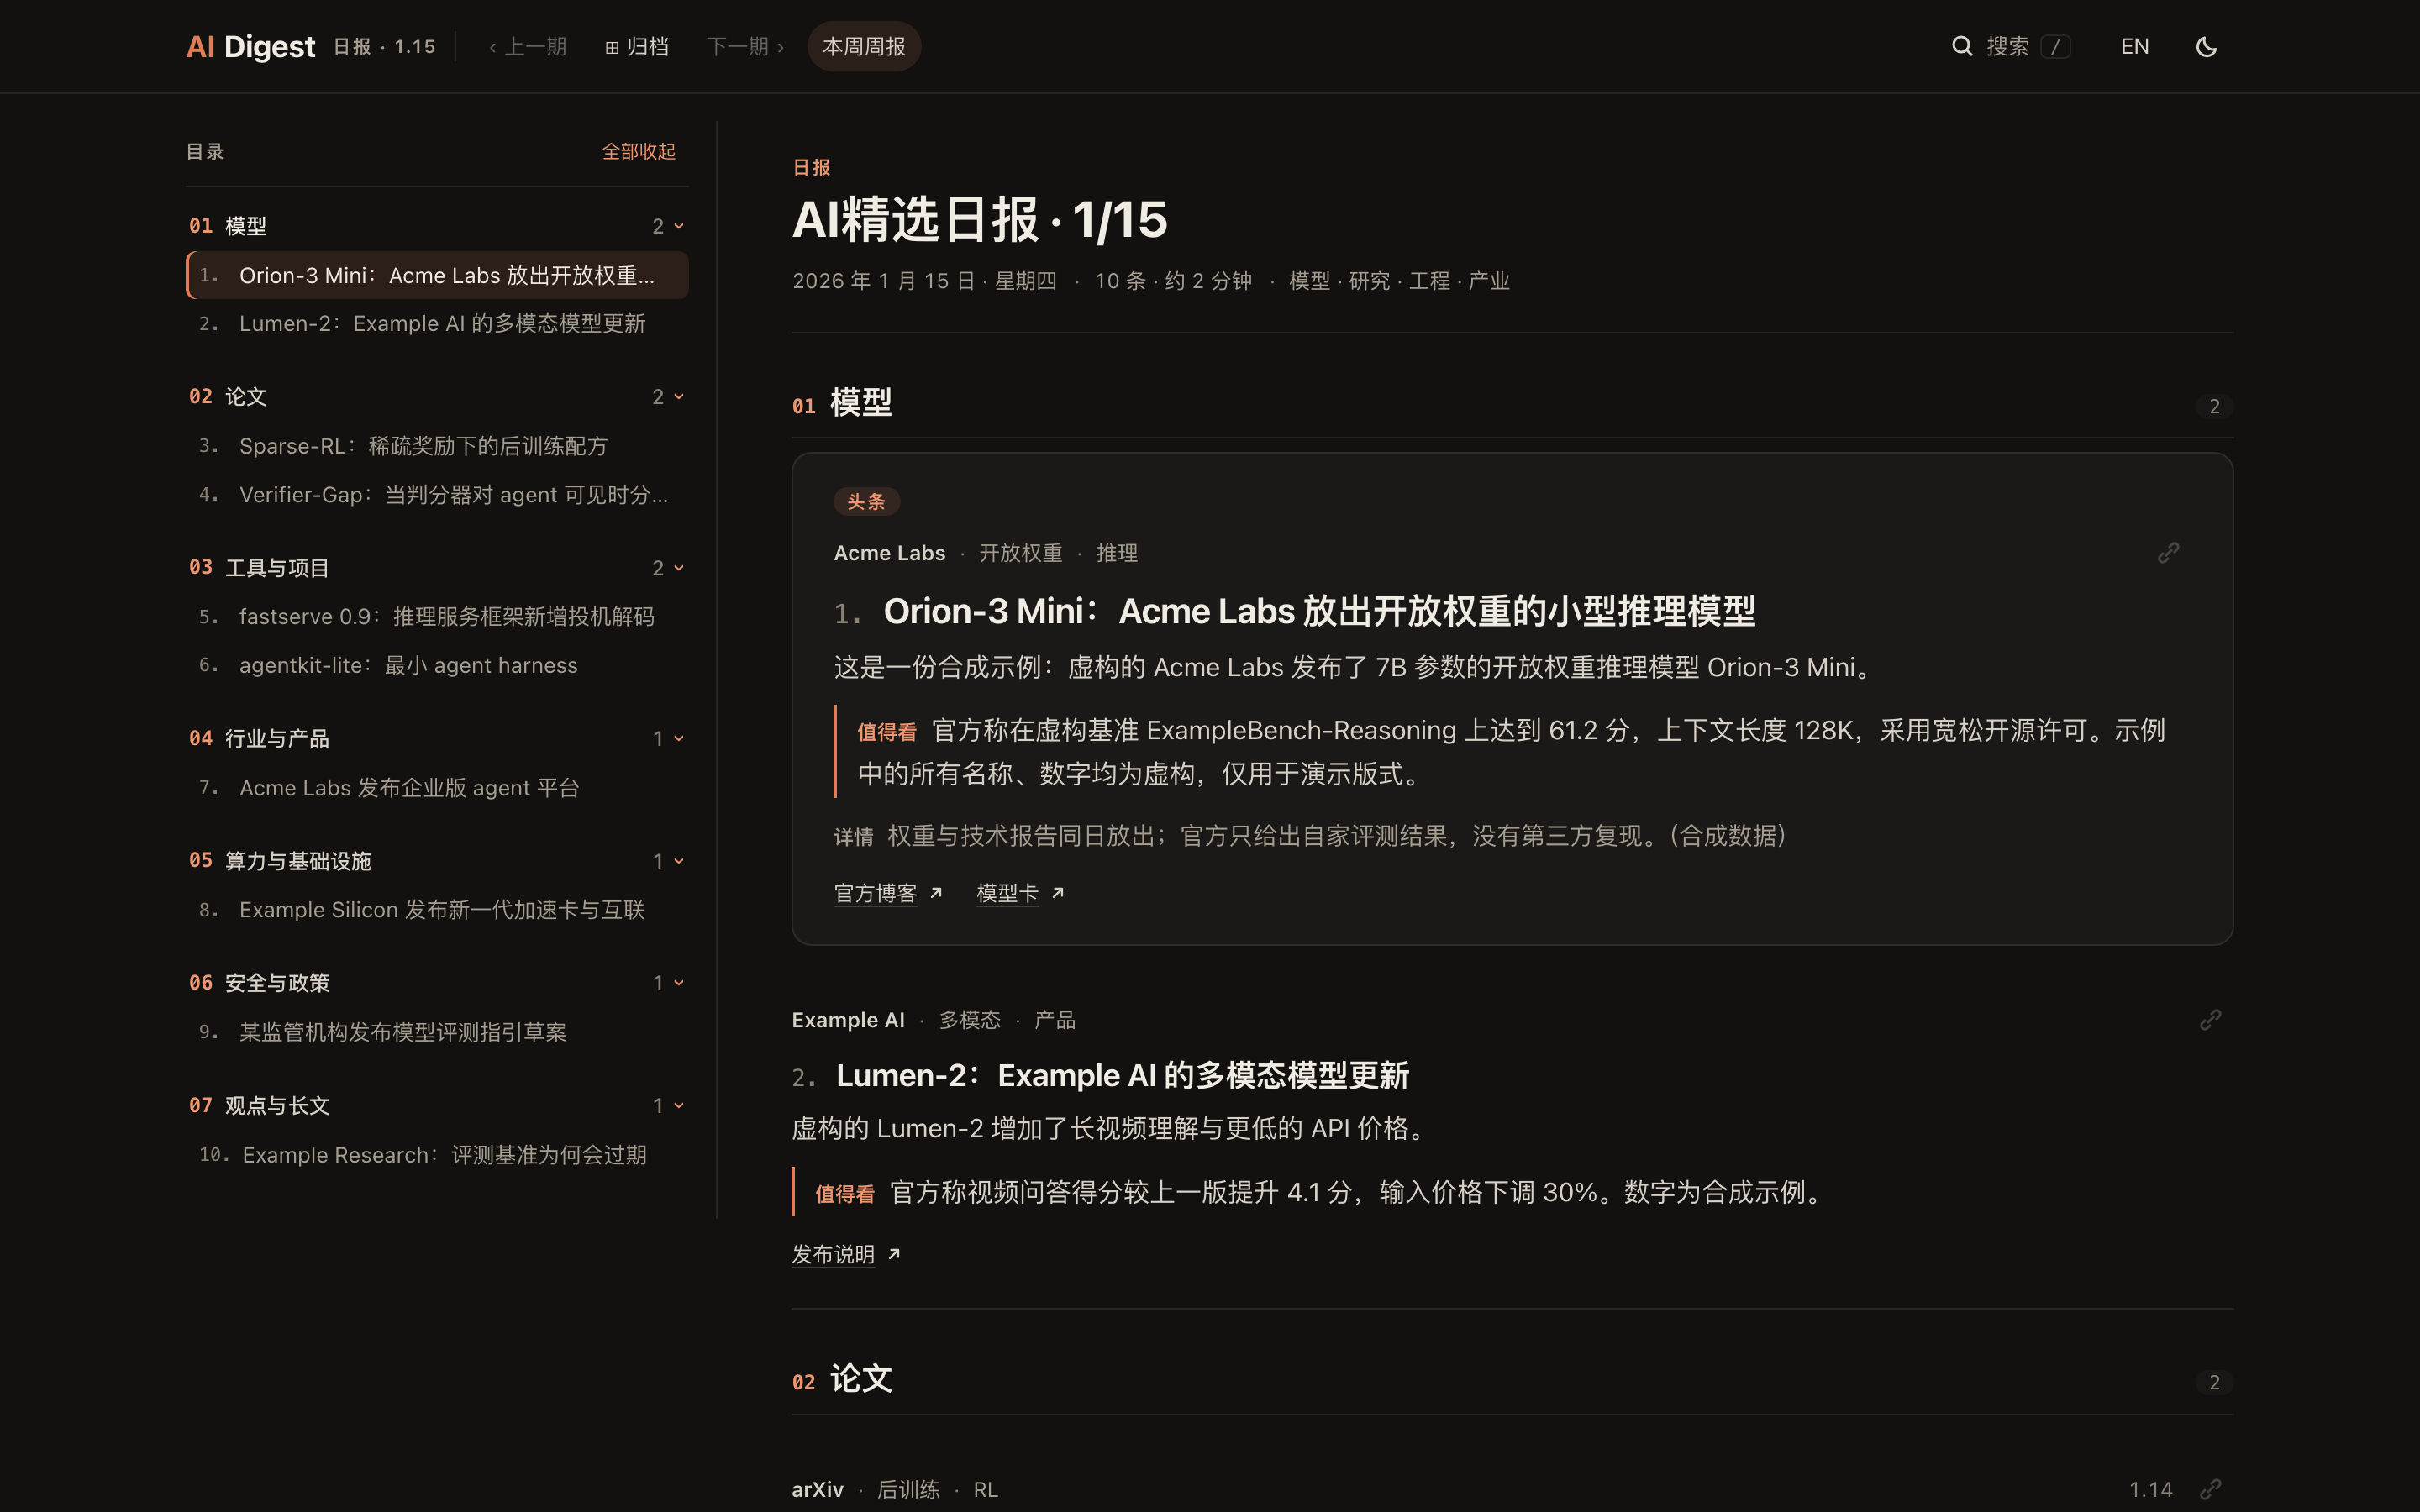 AI Digest 日报 · 1.15 ‹ 上一期 归档 下一期 › 本周周报 搜索 / EN
目录 全部收起
01 模型 2
1. Orion-3 Mini：Acme Labs 放出开放权重...
2. Lumen-2：Example AI 的多模态模型更新
02 论文 2
3. Sparse-RL：稀疏奖励下的后训练配方
4. Verifier-Gap：当判分器对 agent 可见时分...
03 工具与项目 2
5. fastserve 0.9：推理服务框架新增投机解码
6. agentkit-lite：最小 agent harness
04 行业与产品 1
7. Acme Labs 发布企业版 agent 平台
05 算力与基础设施 1
8. Example Silicon 发布新一代加速卡与互联
06 安全与政策 1
9. 某监管机构发布模型评测指引草案
07 观点与长文 1
10. Example Research：评测基准为何会过期
日报
AI精选日报 · 1/15
2026 年 1 月 15 日 · 星期四 · 10 条 · 约 2 分钟 · 模型 · 研究 · 工程 · 产业
01 模型 2
头条
Acme Labs · 开放权重 · 推理
1. Orion-3 Mini：Acme Labs 放出开放权重的小型推理模型
这是一份合成示例：虚构的 Acme Labs 发布了 7B 参数的开放权重推理模型 Orion-3 Mini。
值得看 官方称在虚构基准 ExampleBench-Reasoning 上达到 61.2 分，上下文长度 128K，采用宽松开源许可。示例
中的所有名称、数字均为虚构，仅用于演示版式。
详情 权重与技术报告同日放出；官方只给出自家评测结果，没有第三方复现。（合成数据）
官方博客 ↗ 模型卡 ↗
Example AI · 多模态 · 产品
2. Lumen-2：Example AI 的多模态模型更新
虚构的 Lumen-2 增加了长视频理解与更低的 API 价格。
值得看 官方称视频问答得分较上一版提升 4.1 分，输入价格下调 30%。数字为合成示例。
发布说明 ↗
02 论文 2
arXiv · 后训练 · RL 1.14